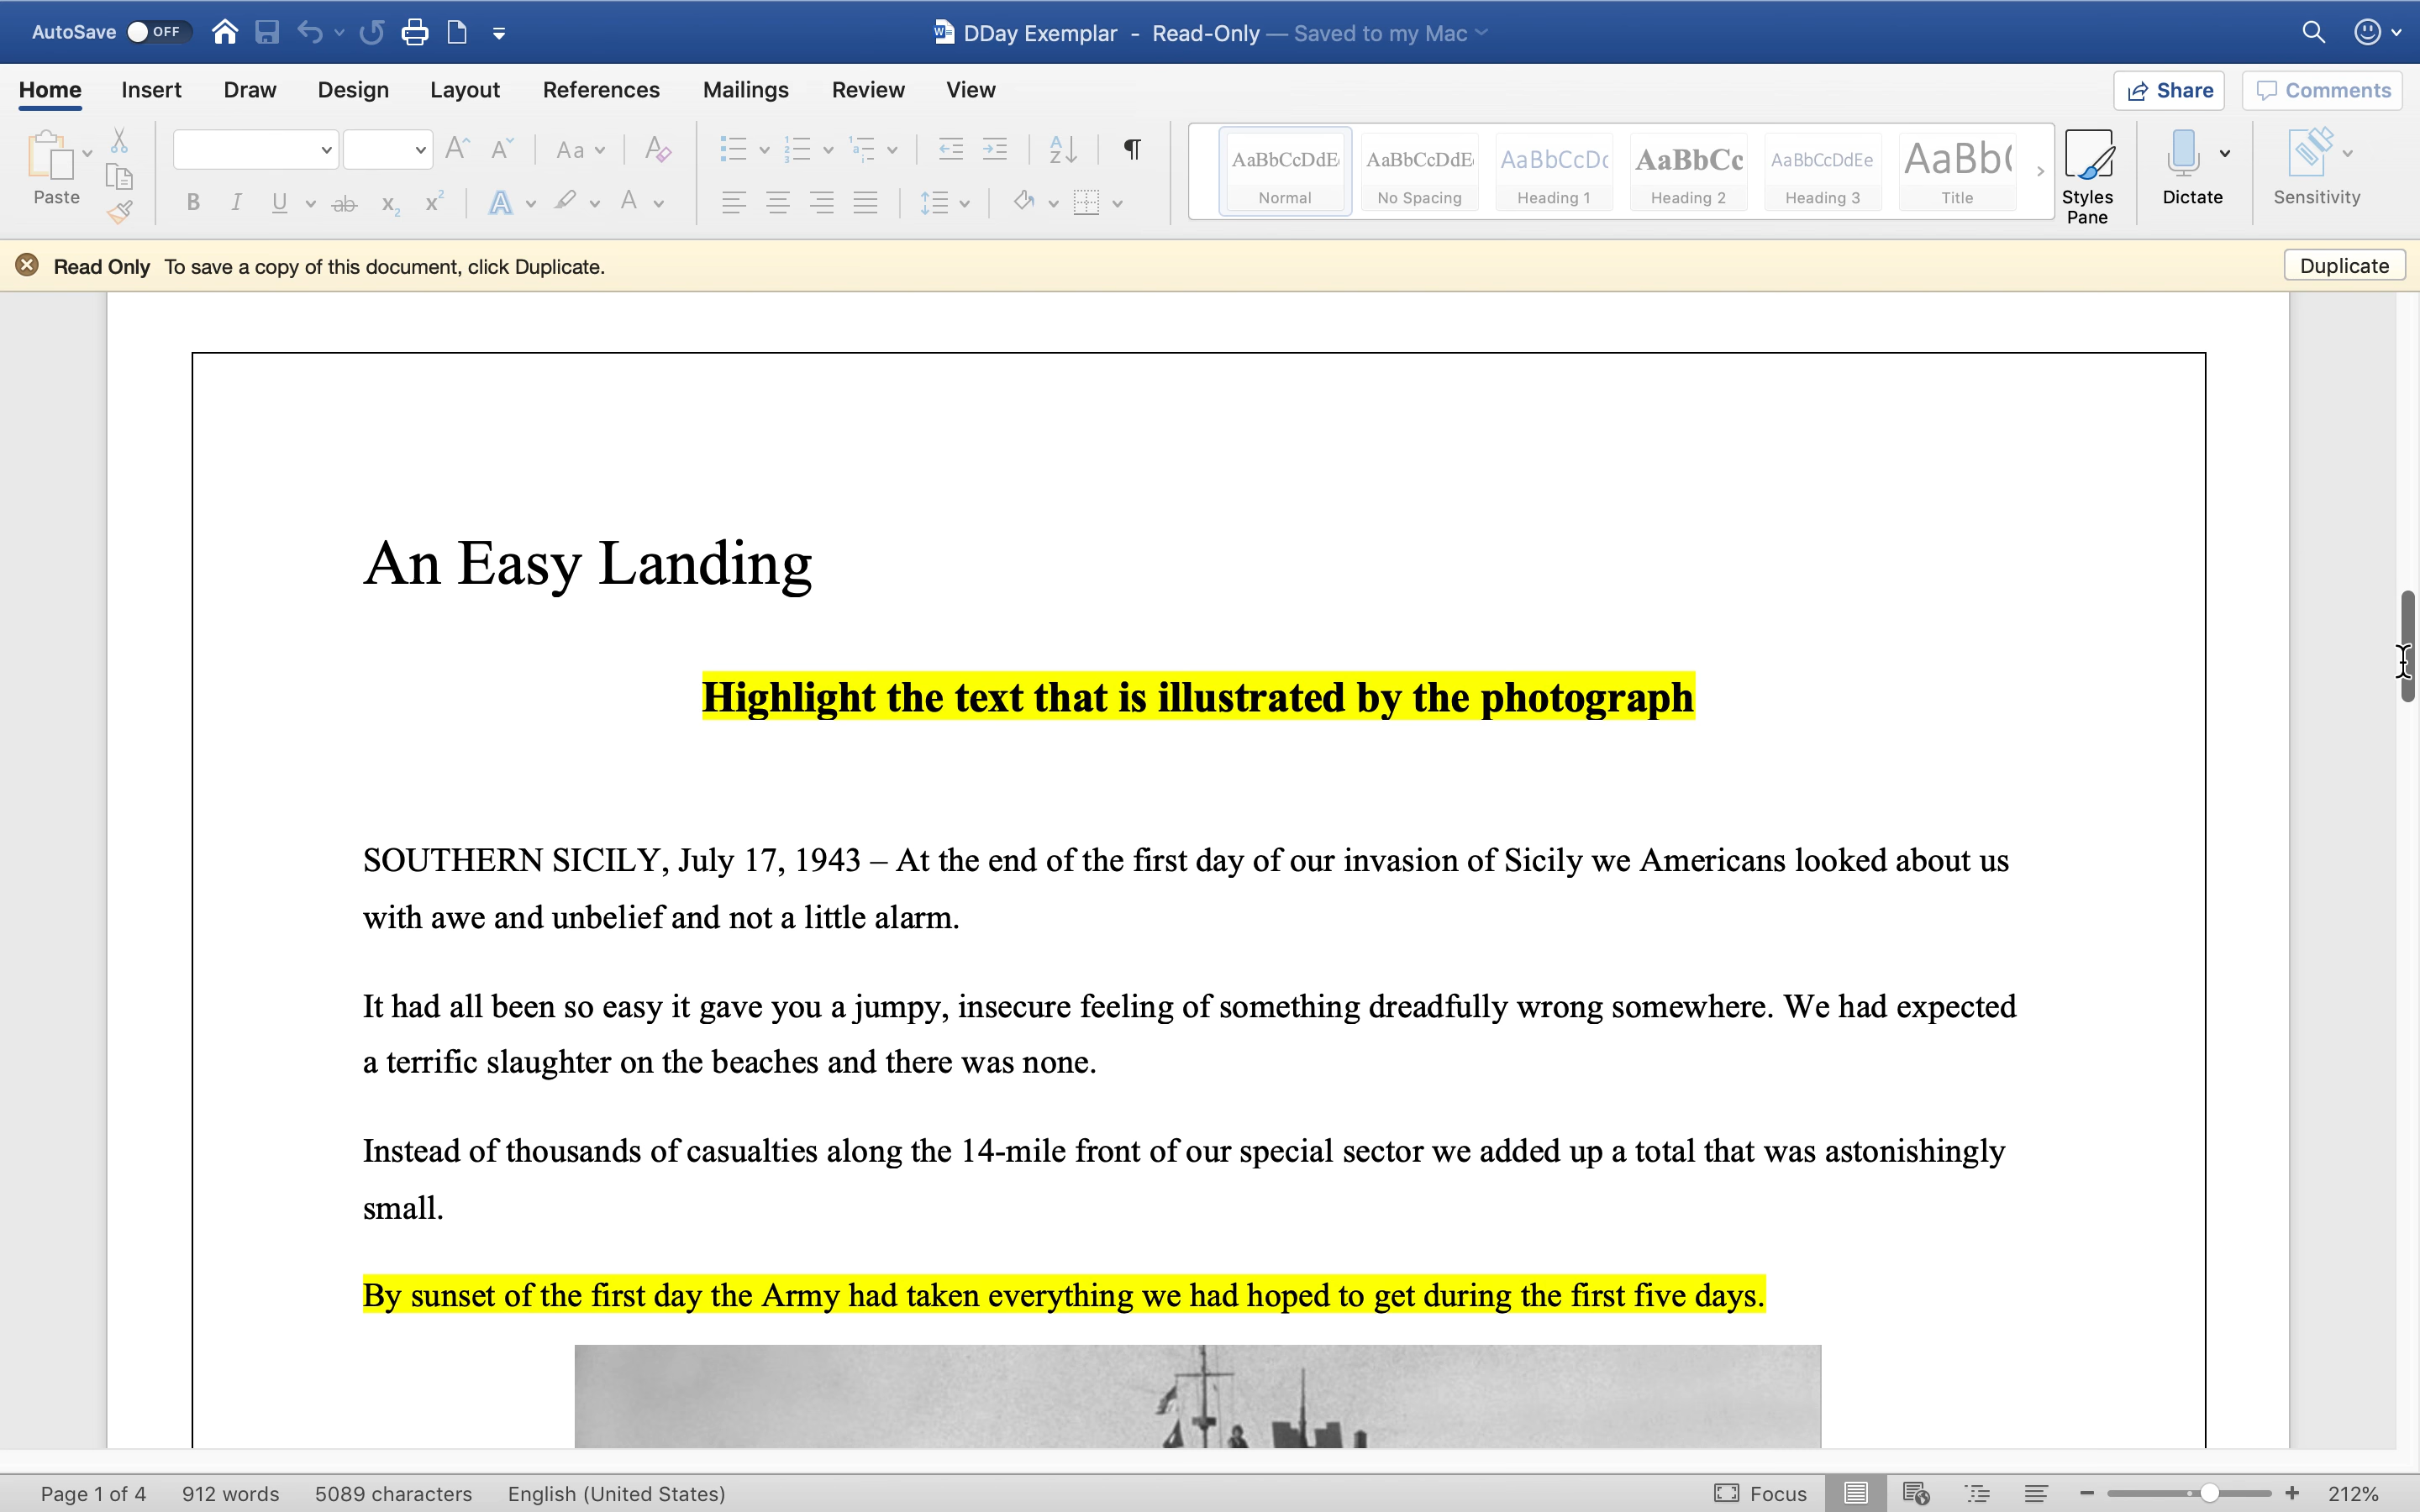 AutoSave OFF
DDay Exemplar - Read-Only — Saved to my Mac
Home Insert Draw Design Layout References Mailings Review View Share Comments
Paste
Aa
AaBbCcDdE AaBbCcDdE AaBbCcDc AaBbCc AaBbCcDdEe AaBb(
Normal No Spacing Heading 1 Heading 2 Heading 3 Title
Styles Pane
Dictate
Sensitivity
B I U ab x₂ x² A A
Read Only To save a copy of this document, click Duplicate. Duplicate
An Easy Landing
Highlight the text that is illustrated by the photograph
SOUTHERN SICILY, July 17, 1943 – At the end of the first day of our invasion of Sicily we Americans looked about us
with awe and unbelief and not a little alarm.
It had all been so easy it gave you a jumpy, insecure feeling of something dreadfully wrong somewhere. We had expected
a terrific slaughter on the beaches and there was none.
Instead of thousands of casualties along the 14-mile front of our special sector we added up a total that was astonishingly
small.
By sunset of the first day the Army had taken everything we had hoped to get during the first five days.
Page 1 of 4 912 words 5089 characters English (United States) Focus 212%